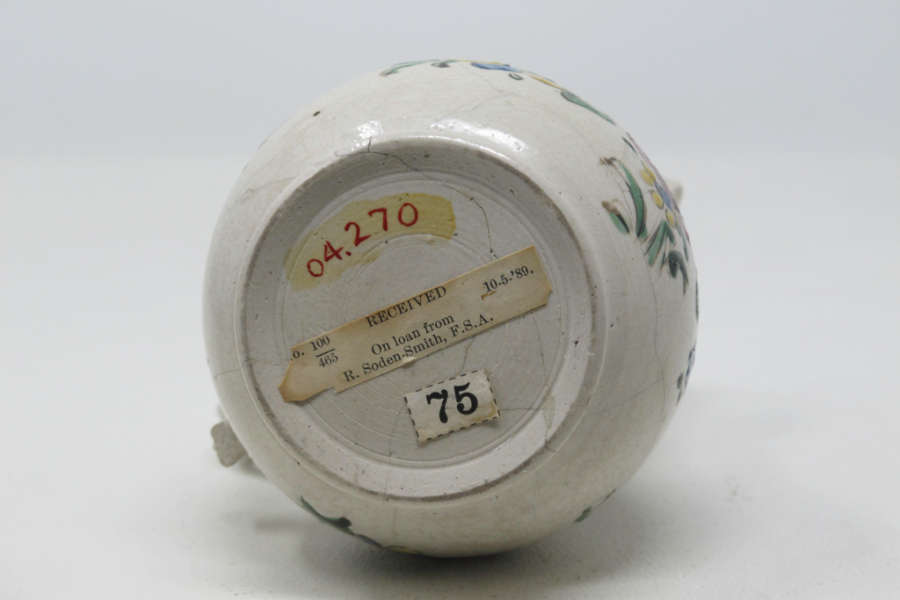 04.270
RECEIVED 10.5.'89.
o. 100/465
On loan from
R. Soden-Smith, F.S.A.
75